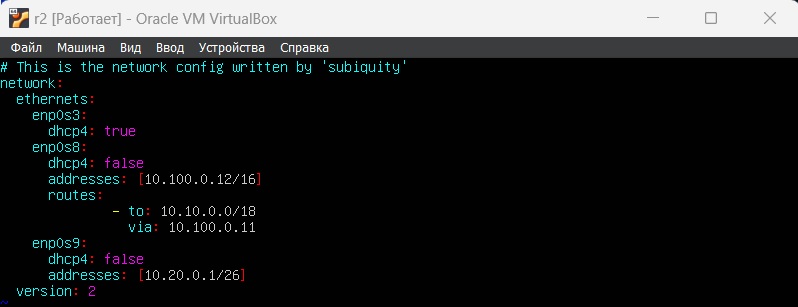 r2 [Работает] - Oracle VM VirtualBox
Файл Машина Вид Ввод Устройства Справка
# This is the network config written by 'subiquity'
network:
  ethernets:
    enp0s3:
      dhcp4: true
    enp0s8:
      dhcp4: false
      addresses: [10.100.0.12/16]
      routes:
              - to: 10.10.0.0/18
                via: 10.100.0.11
    enp0s9:
      dhcp4: false
      addresses: [10.20.0.1/26]
  version: 2
~